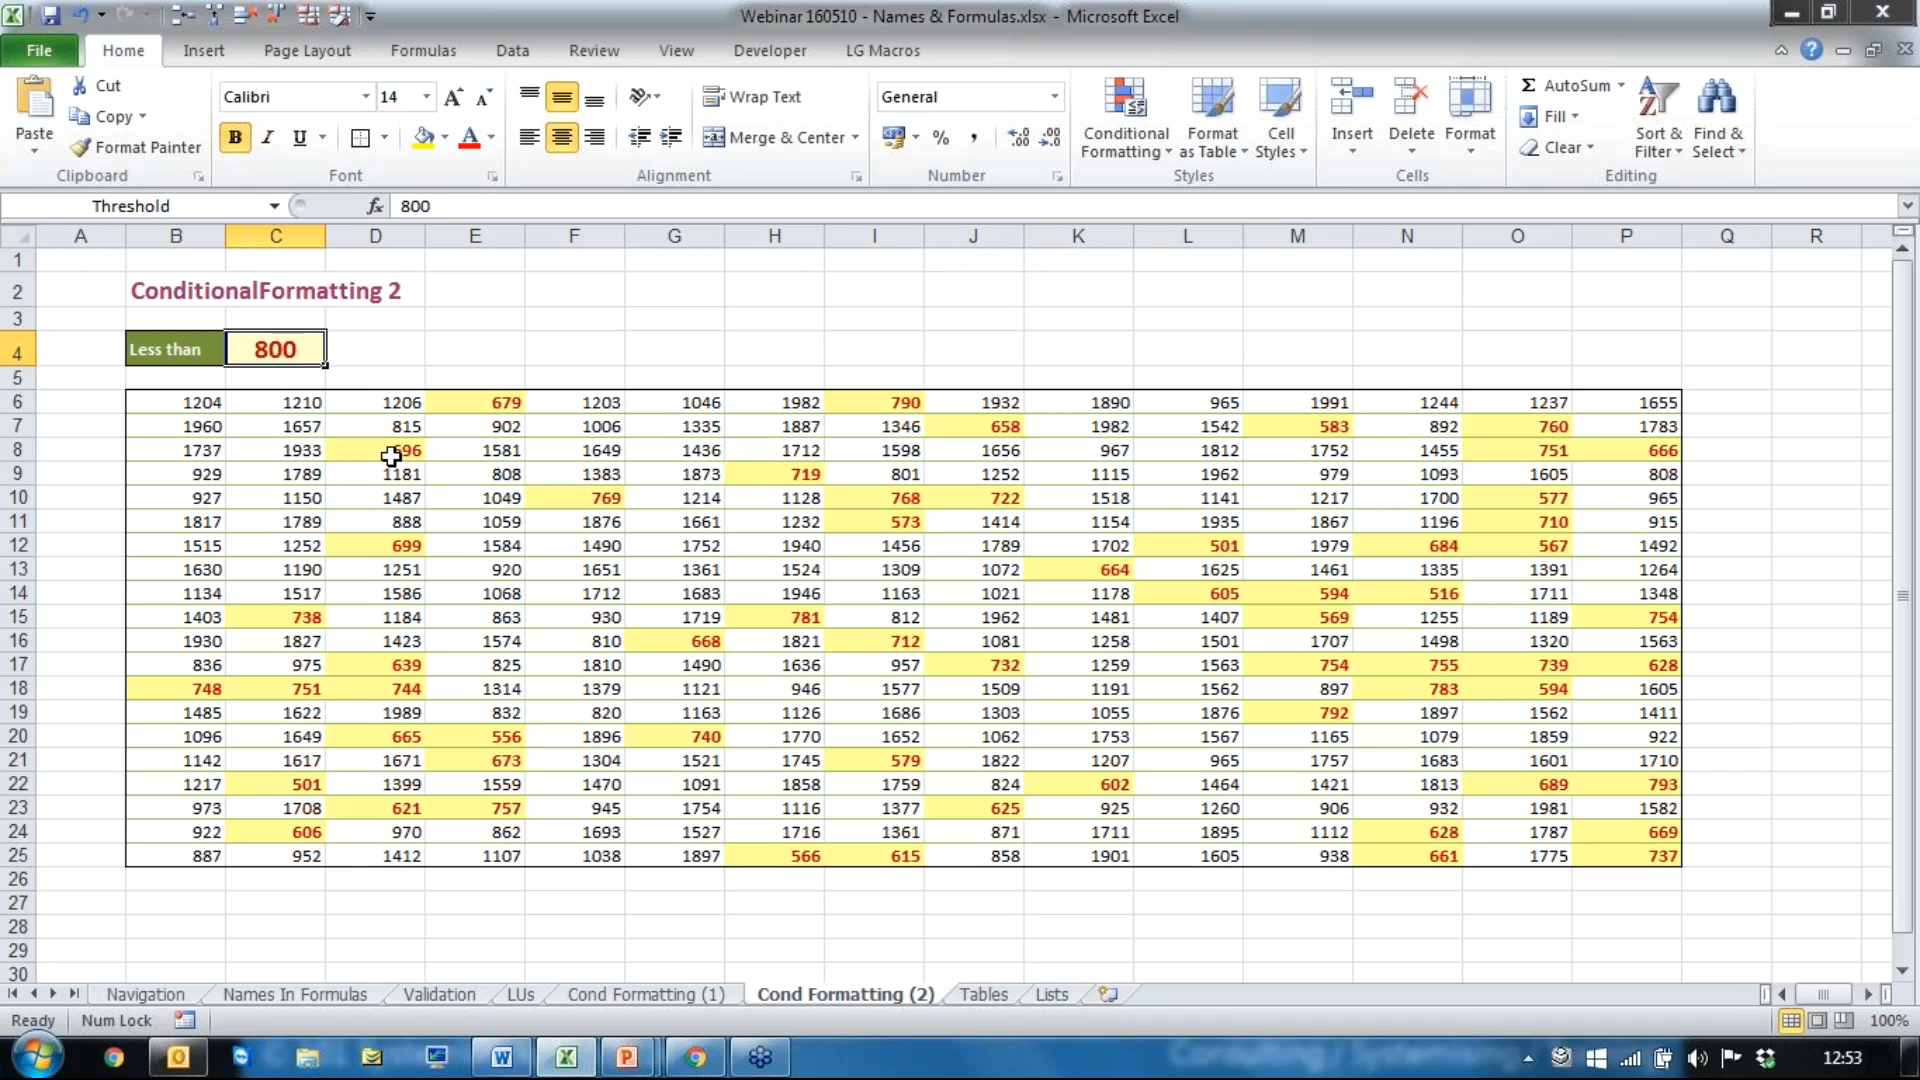 Webinar 160510 - Names & Formulas.xlsx - Microsoft Excel
File Home Insert Page Layout Formulas Data Review View Developer LG Macros
Paste Cut Copy Format Painter
Calibri 14 B I U
Wrap Text Merge & Center
General %
Conditional Formatting Format as Table Cell Styles
Insert Delete Format
Σ AutoSum Fill Clear
Sort & Filter Find & Select
Clipboard Font Alignment Number Styles Cells Editing
Threshold fx 800
A B C D E F G H I J K L M N O P Q R
1
2 ConditionalFormatting 2
3
4 Less than 800
5
6 1204 1210 1206 679 1203 1046 1982 790 1932 1890 965 1991 1244 1237 1655
7 1960 1657 815 902 1006 1335 1887 1346 658 1982 1542 583 892 760 1783
8 1737 1933 96 1581 1649 1436 1712 1598 1656 967 1812 1752 1455 751 666
9 929 1789 1181 808 1383 1873 719 801 1252 1115 1962 979 1093 1605 808
10 927 1150 1487 1049 769 1214 1128 768 722 1518 1141 1217 1700 577 965
11 1817 1789 888 1059 1876 1661 1232 573 1414 1154 1935 1867 1196 710 915
12 1515 1252 699 1584 1490 1752 1940 1456 1789 1702 501 1979 684 567 1492
13 1630 1190 1251 920 1651 1361 1524 1309 1072 664 1625 1461 1335 1391 1264
14 1134 1517 1586 1068 1712 1683 1946 1163 1021 1178 605 594 516 1711 1348
15 1403 738 1184 863 930 1719 781 812 1962 1481 1407 569 1255 1189 754
16 1930 1827 1423 1574 810 668 1821 712 1081 1258 1501 1707 1498 1320 1563
17 836 975 639 825 1810 1490 1636 957 732 1259 1563 754 755 739 628
18 748 751 744 1314 1379 1121 946 1577 1509 1191 1562 897 783 594 1605
19 1485 1622 1989 832 820 1163 1126 1686 1303 1055 1876 792 1897 1562 1411
20 1096 1649 665 556 1896 740 1770 1652 1062 1753 1567 1165 1079 1859 922
21 1142 1617 1671 673 1304 1521 1745 579 1822 1207 965 1757 1683 1601 1710
22 1217 501 1399 1559 1470 1091 1858 1759 824 602 1464 1421 1813 689 793
23 973 1708 621 757 945 1754 1116 1377 625 925 1260 906 932 1981 1582
24 922 606 970 862 1693 1527 1716 1361 871 1711 1895 1112 628 1787 669
25 887 952 1412 1107 1038 1897 566 615 858 1901 1605 938 661 1775 737
26
27
28
29
30
Navigation Names In Formulas Validation LUs Cond Formatting (1) Cond Formatting (2) Tables Lists
Ready Num Lock 100%
12:53